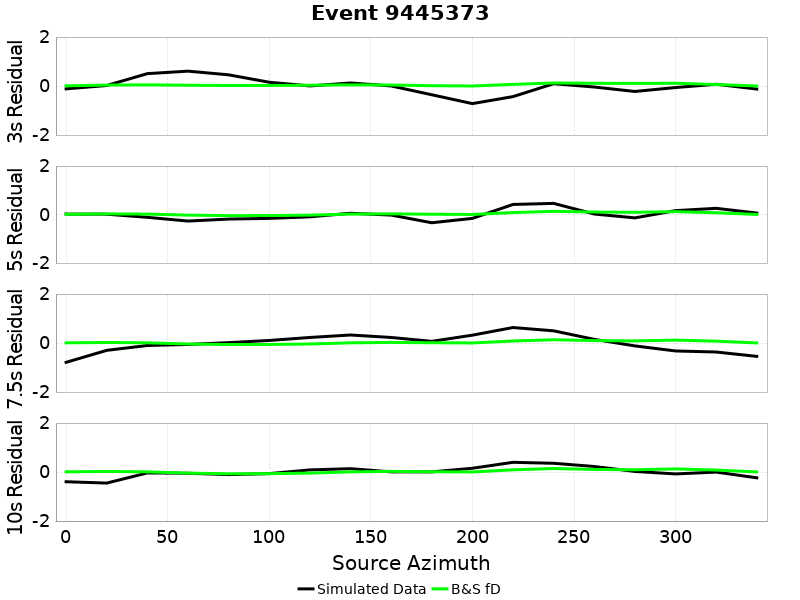 Event 9445373
3s Residual
2
0
-2
5s Residual
2
0
-2
7.5s Residual
2
0
-2
10s Residual
2
0
-2
0 50 100 150 200 250 300
Source Azimuth
Simulated Data B&S fD